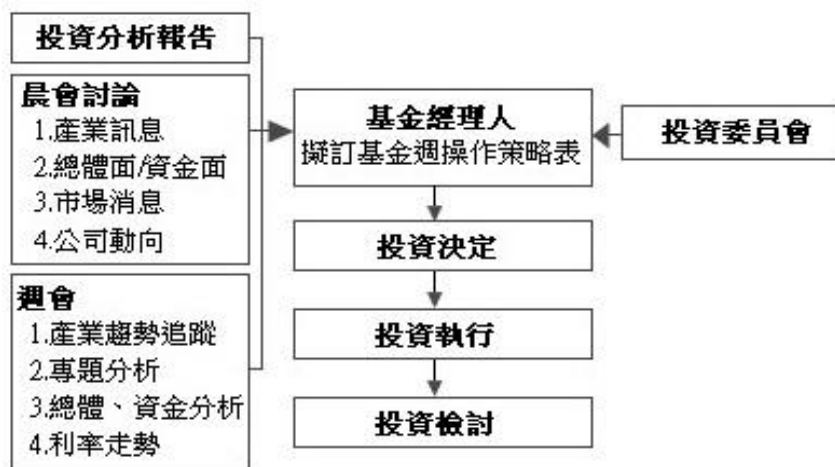 投資分析報告
晨會討論
1.產業訊息
2.總體面/資金面
3.市場消息
4.公司動向
週會
1.產業趨勢追蹤
2.專題分析
3.總體、資金分析
4.利率走勢
基金經理人
擬訂基金週操作策略表
投資委員會
投資決定
投資執行
投資檢討